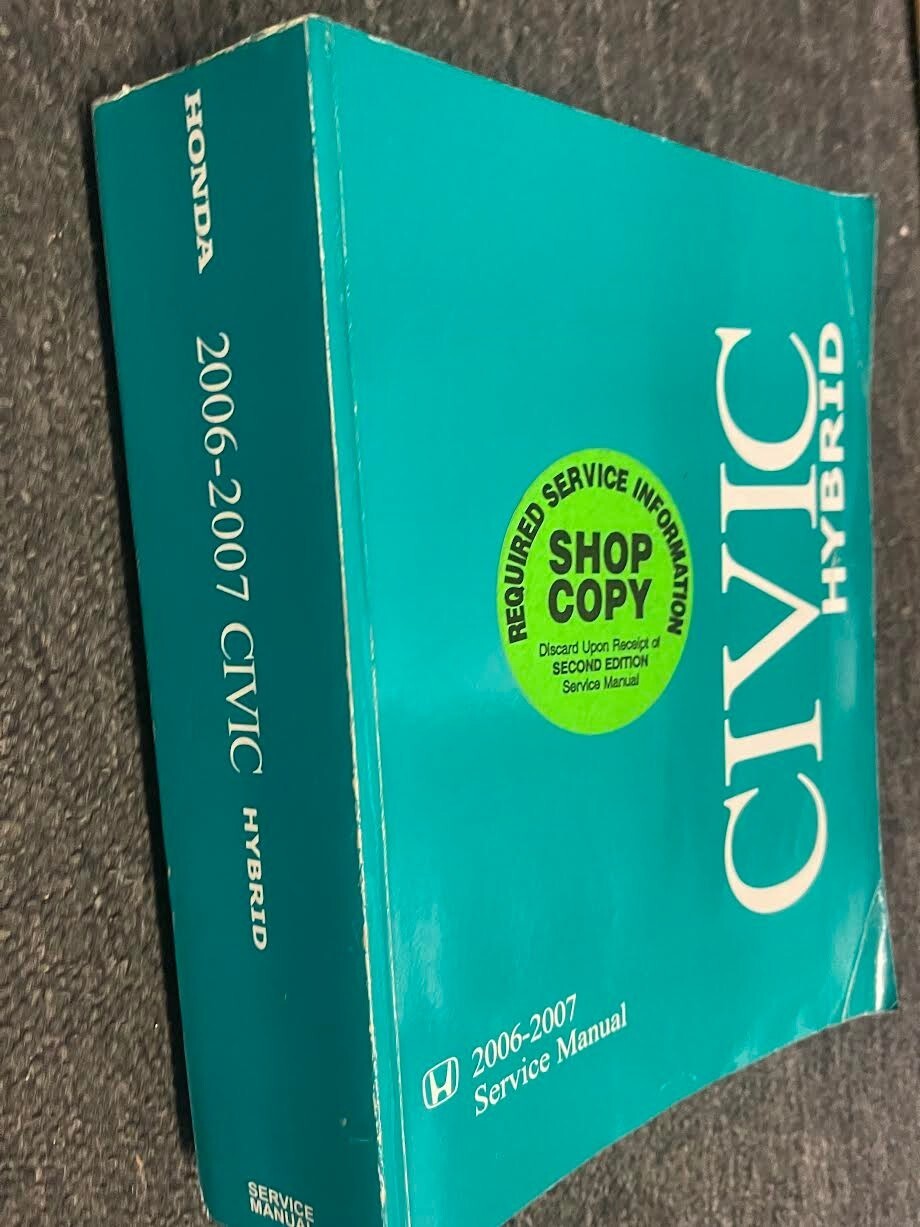 HONDA 2006-2007 CIVIC HYBRID
SERVICE
MANUAL
CIVIC
HYBRID
REQUIRED SERVICE INFORMATION
SHOP
COPY
Discard Upon Receipt of
SECOND EDITION
Service Manual
2006-2007
Service Manual